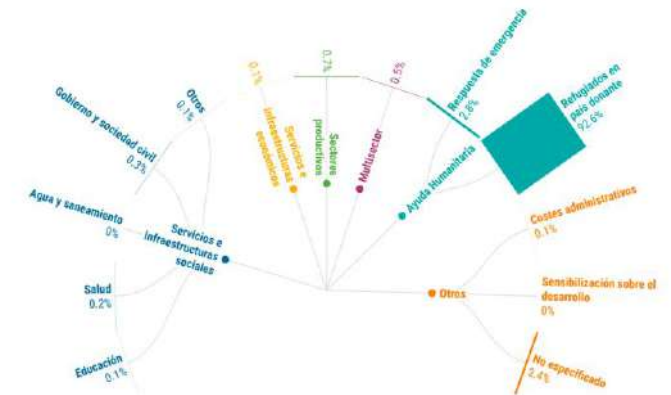 Otros
0.1%
Gobierno y sociedad civil
0.3%
Agua y saneamiento
0%
Salud
0.2%
Educación
0.1%
Servicios e
infraestructuras
sociales
0.1%
Servicios e
infraestructuras
económicos
0.7%
Sectores
productivos
0.5%
Multisector
Respuesta de emergencia
2.8%
Ayuda Humanitaria
Refugiados en
país donante
92.6%
Otros
Costes administrativos
0.1%
Sensibilización sobre el
desarrollo
0%
No especificado
2.4%